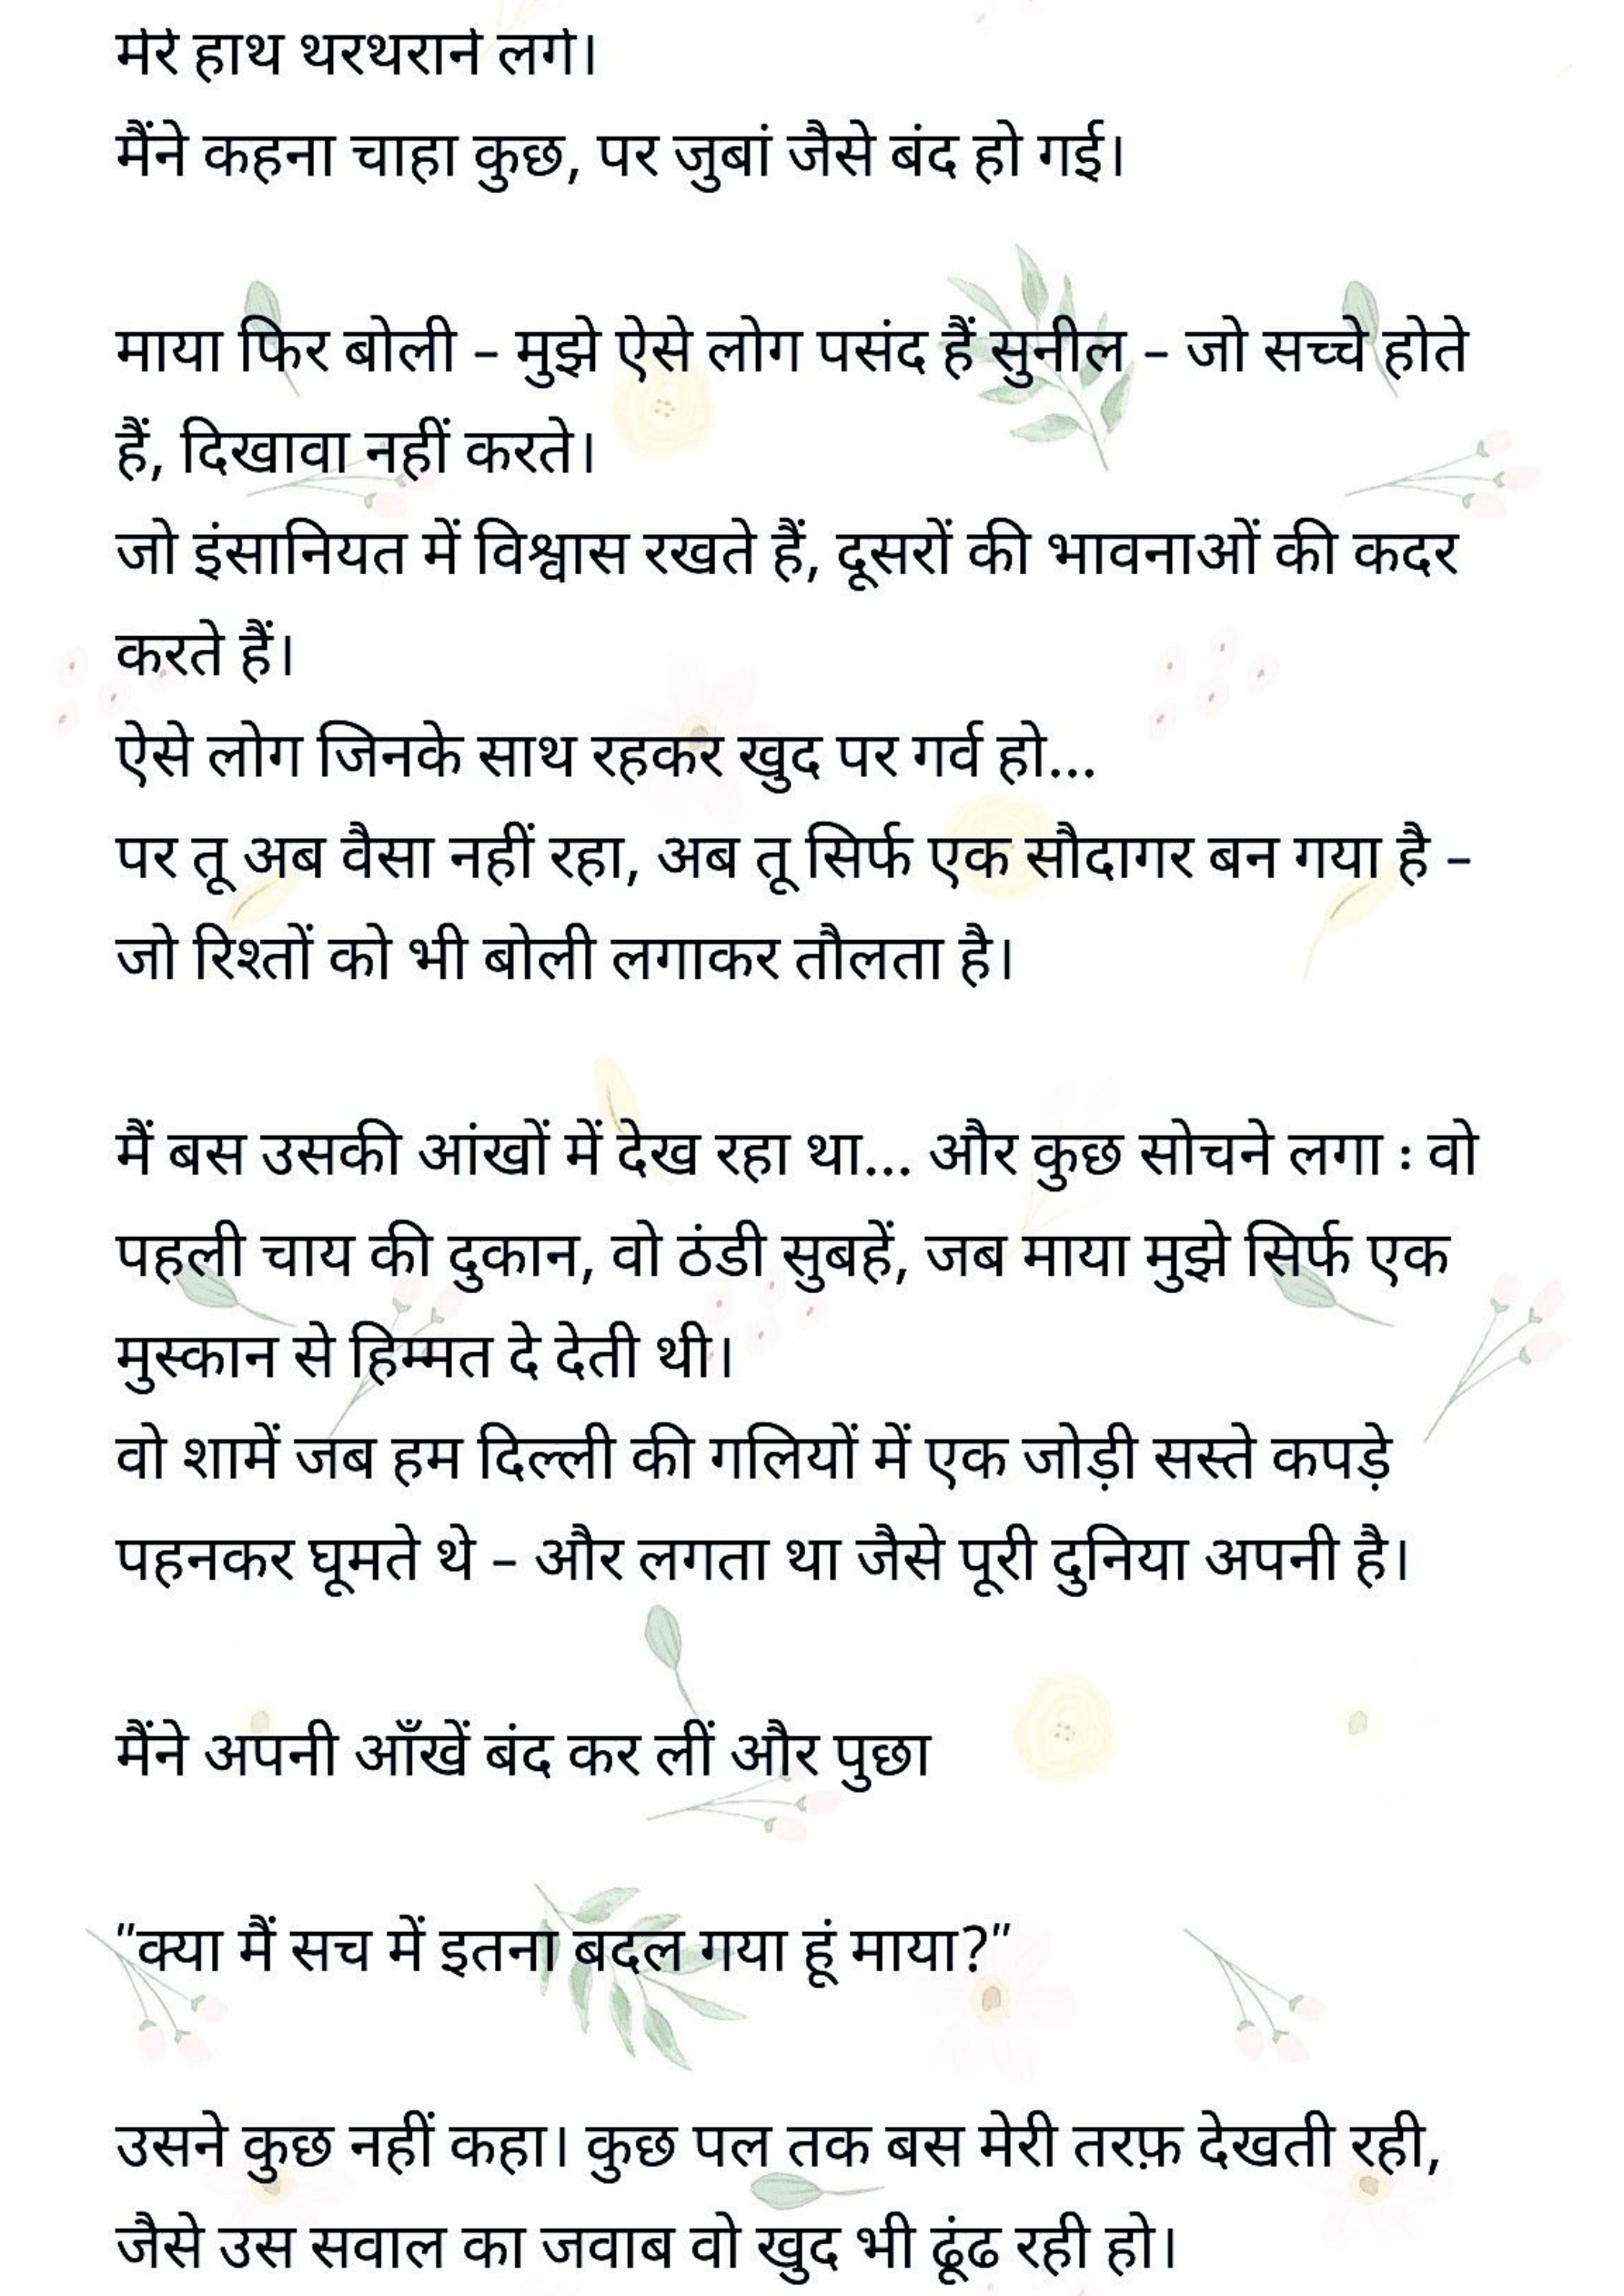 मेरे हाथ थरथराने लगे।
मैंने कहना चाहा कुछ, पर जुबां जैसे बंद हो गई।
माया फिर बोली – मुझे ऐसे लोग पसंद हैं सुनील – जो सच्चे होते
हैं, दिखावा नहीं करते।
जो इंसानियत में विश्वास रखते हैं, दूसरों की भावनाओं की कदर
करते हैं।
ऐसे लोग जिनके साथ रहकर खुद पर गर्व हो...
पर तू अब वैसा नहीं रहा, अब तू सिर्फ एक सौदागर बन गया है –
जो रिश्तों को भी बोली लगाकर तौलता है।
मैं बस उसकी आंखों में देख रहा था... और कुछ सोचने लगा : वो
पहली चाय की दुकान, वो ठंडी सुबहें, जब माया मुझे सिर्फ एक
मुस्कान से हिम्मत दे देती थी।
वो शामें जब हम दिल्ली की गलियों में एक जोड़ी सस्ते कपड़े
पहनकर घूमते थे – और लगता था जैसे पूरी दुनिया अपनी है।
मैंने अपनी आँखें बंद कर लीं और पुछा
"क्या मैं सच में इतना बदल गया हूं माया?"
उसने कुछ नहीं कहा। कुछ पल तक बस मेरी तरफ़ देखती रही,
जैसे उस सवाल का जवाब वो खुद भी ढूंढ रही हो।